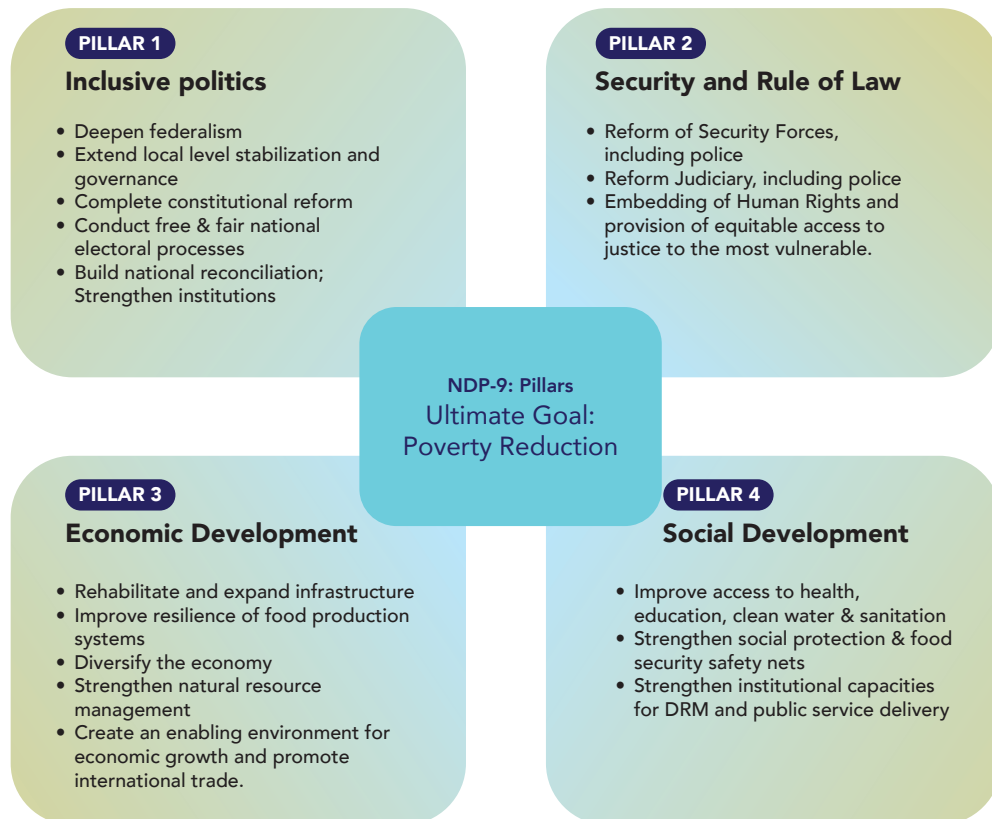 PILLAR 1
Inclusive politics
• Deepen federalism
• Extend local level stabilization and
governance
• Complete constitutional reform
• Conduct free & fair national
electoral processes
• Build national reconciliation;
Strengthen institutions
PILLAR 2
Security and Rule of Law
• Reform of Security Forces,
including police
• Reform Judiciary, including police
• Embedding of Human Rights and
provision of equitable access to
justice to the most vulnerable.
NDP-9: Pillars
Ultimate Goal:
Poverty Reduction
PILLAR 3
Economic Development
• Rehabilitate and expand infrastructure
• Improve resilience of food production
systems
• Diversify the economy
• Strengthen natural resource
management
• Create an enabling environment for
economic growth and promote
international trade.
PILLAR 4
Social Development
• Improve access to health,
education, clean water & sanitation
• Strengthen social protection & food
security safety nets
• Strengthen institutional capacities
for DRM and public service delivery